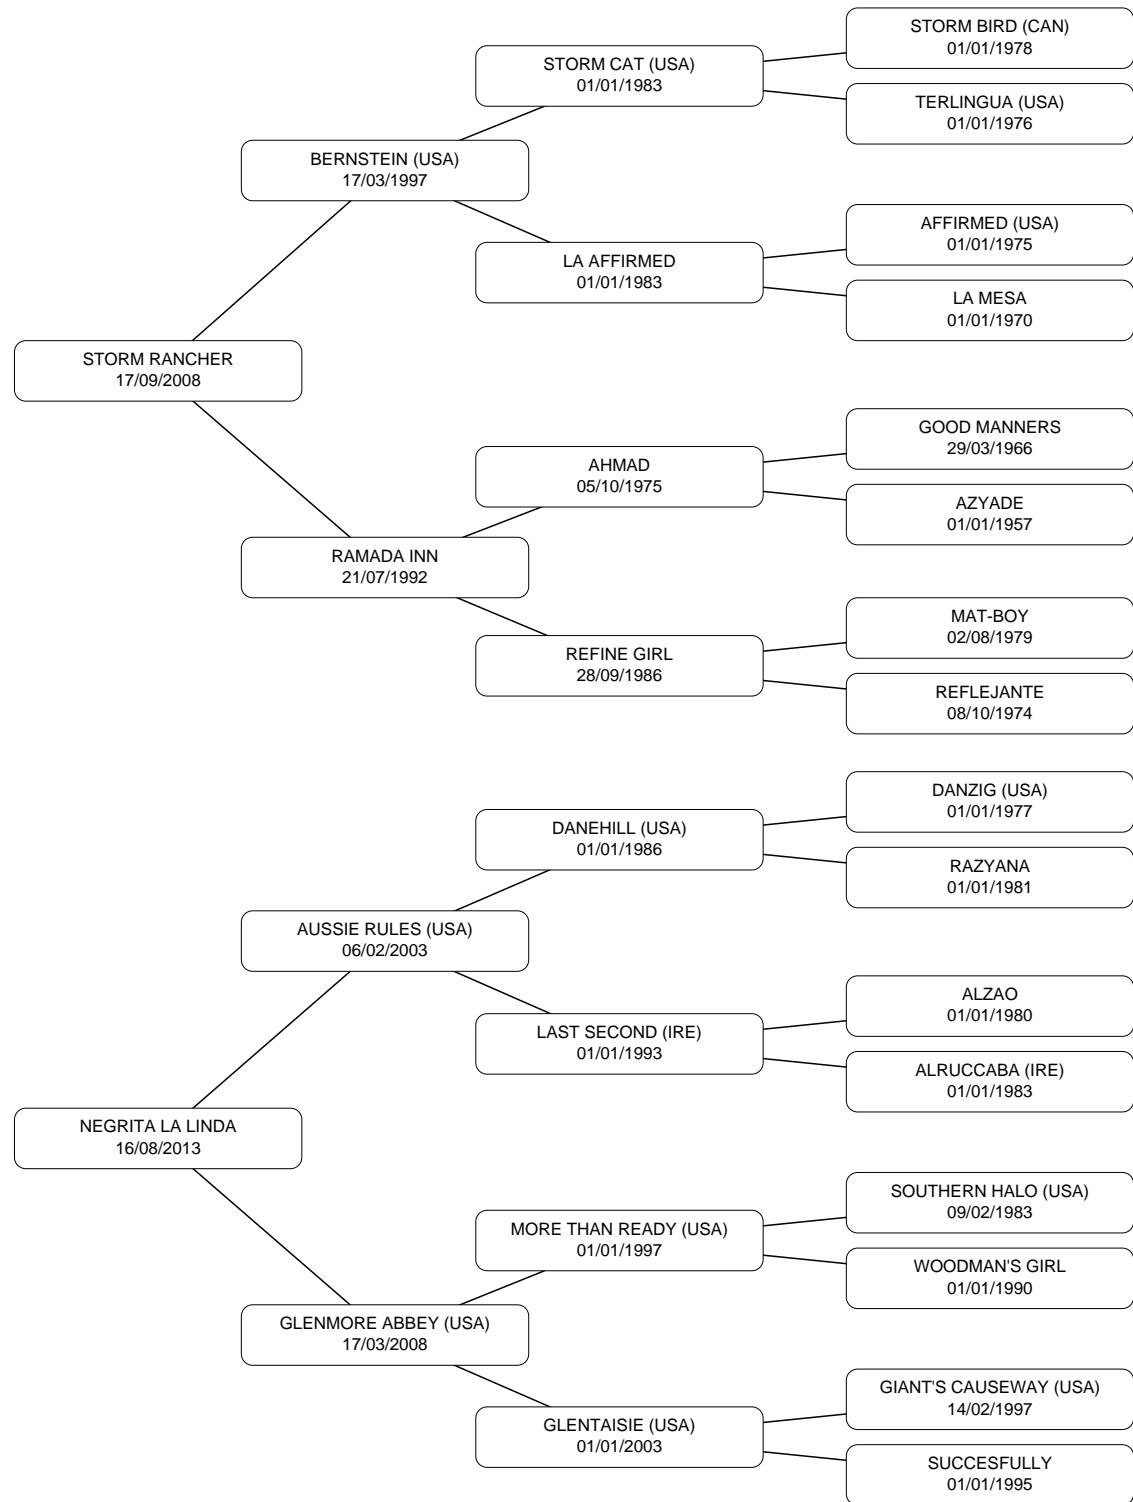 STORM BIRD (CAN)
01/01/1978
STORM CAT (USA)
01/01/1983
TERLINGUA (USA)
01/01/1976
BERNSTEIN (USA)
17/03/1997
AFFIRMED (USA)
01/01/1975
LA AFFIRMED
01/01/1983
LA MESA
01/01/1970
STORM RANCHER
17/09/2008
GOOD MANNERS
29/03/1966
AHMAD
05/10/1975
AZYADE
01/01/1957
RAMADA INN
21/07/1992
MAT-BOY
02/08/1979
REFINE GIRL
28/09/1986
REFLEJANTE
08/10/1974
DANZIG (USA)
01/01/1977
DANEHILL (USA)
01/01/1986
RAZYANA
01/01/1981
AUSSIE RULES (USA)
06/02/2003
ALZAO
01/01/1980
LAST SECOND (IRE)
01/01/1993
ALRUCCABA (IRE)
01/01/1983
NEGRITA LA LINDA
16/08/2013
SOUTHERN HALO (USA)
09/02/1983
MORE THAN READY (USA)
01/01/1997
WOODMAN'S GIRL
01/01/1990
GLENMORE ABBEY (USA)
17/03/2008
GIANT'S CAUSEWAY (USA)
14/02/1997
GLENTAISIE (USA)
01/01/2003
SUCCESFULLY
01/01/1995